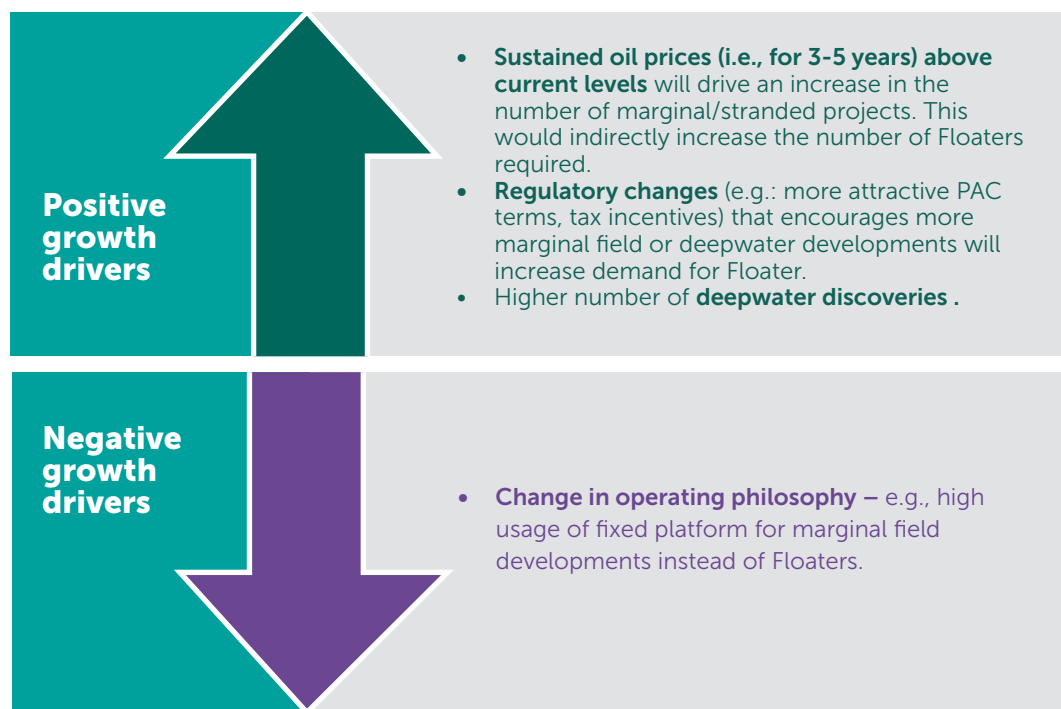 Positive
growth
drivers
• Sustained oil prices (i.e., for 3-5 years) above
current levels will drive an increase in the
number of marginal/stranded projects. This
would indirectly increase the number of Floaters
required.
• Regulatory changes (e.g.: more attractive PAC
terms, tax incentives) that encourages more
marginal field or deepwater developments will
increase demand for Floater.
• Higher number of deepwater discoveries .
Negative
growth
drivers
• Change in operating philosophy – e.g., high
usage of fixed platform for marginal field
developments instead of Floaters.